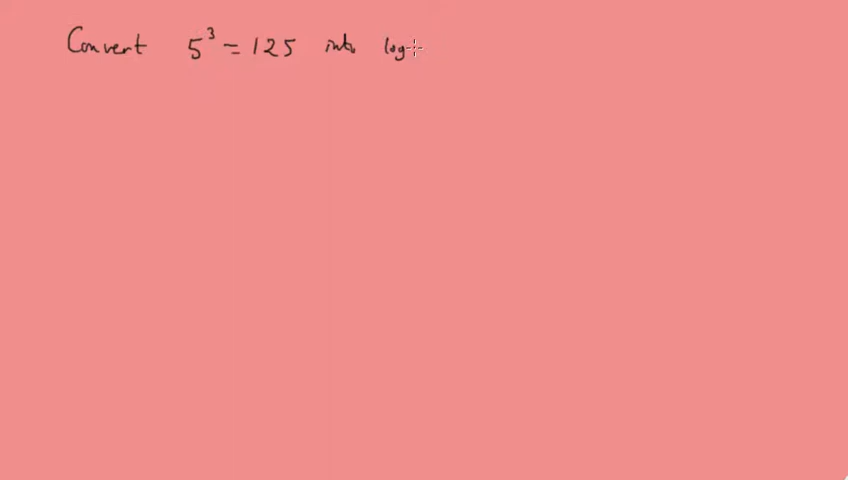 Convert 5³ = 125 into log